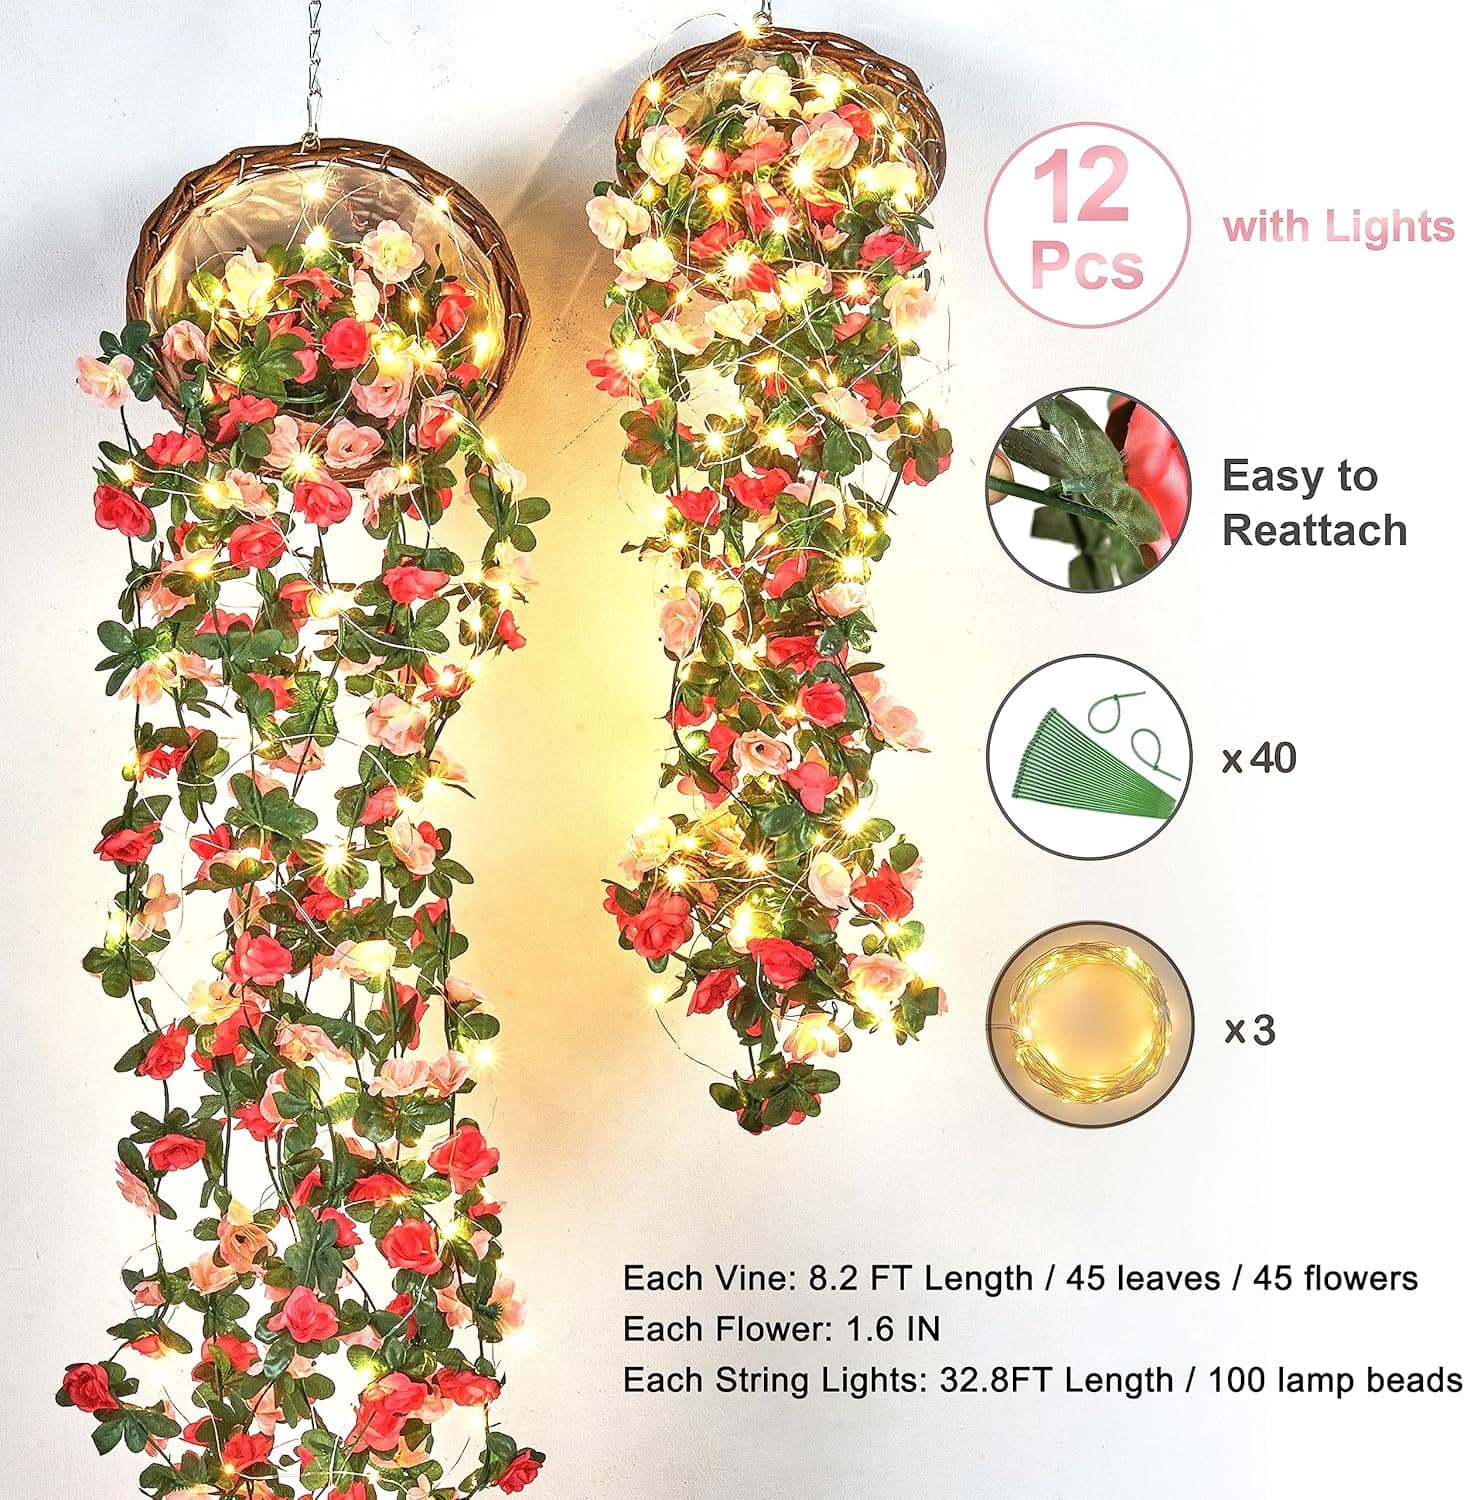 12
Pcs
with Lights
Easy to
Reattach
x40
x3
Each Vine: 8.2 FT Length / 45 leaves / 45 flowers
Each Flower: 1.6 IN
Each String Lights: 32.8FT Length / 100 lamp beads